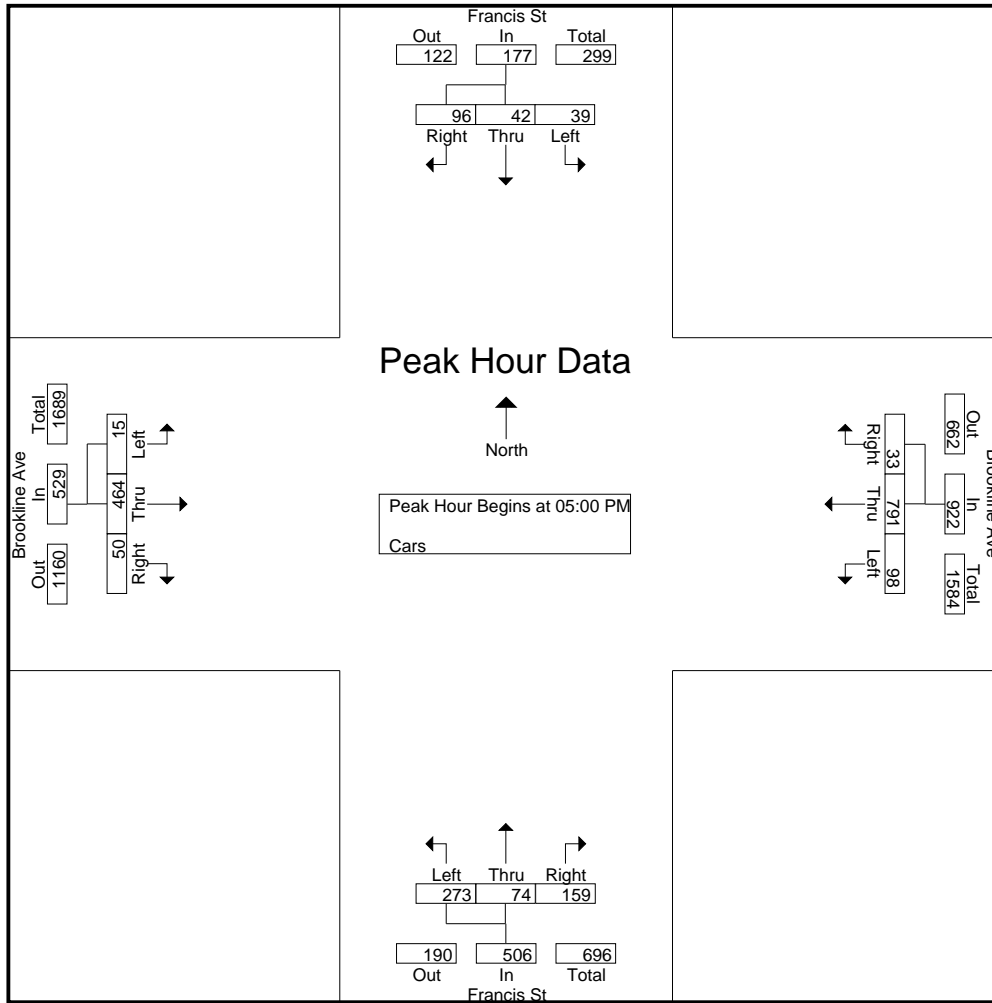 Francis St
Out In Total
122 177 299
96 42 39
Right Thru Left
Peak Hour Data
North
Peak Hour Begins at 05:00 PM
Cars
Brookline Ave
Total In Out
1689 529 1160
15 464 50
Left Thru Right
Right Thru Left
33 791 98
Out In Total
662 922 1584
Brookline Ave
Left Thru Right
273 74 159
190 506 696
Out In Total
Francis St